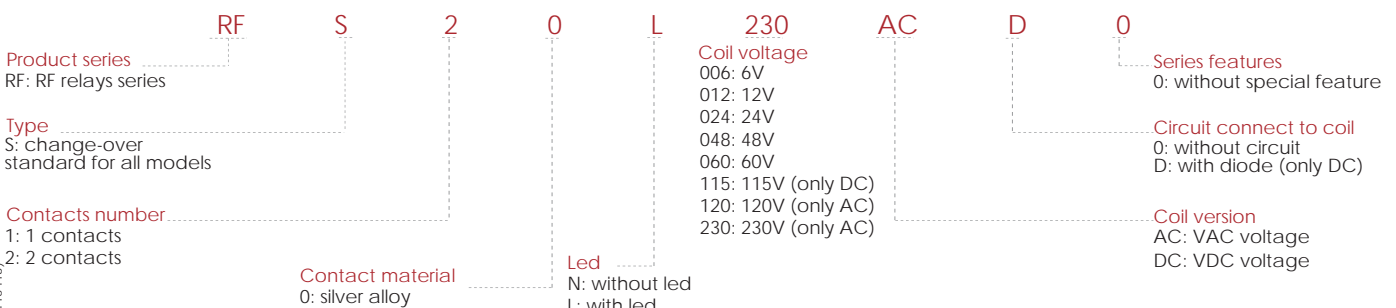 RF S 2 0 L 230 AC D 0
Product series
RF: RF relays series
Type
S: change-over
standard for all models
Contacts number
1: 1 contacts
2: 2 contacts
Contact material
0: silver alloy
Led
N: without led
L: with led
Coil voltage
006: 6V
012: 12V
024: 24V
048: 48V
060: 60V
115: 115V (only DC)
120: 120V (only AC)
230: 230V (only AC)
Series features
0: without special feature
Circuit connect to coil
0: without circuit
D: with diode (only DC)
Coil version
AC: VAC voltage
DC: VDC voltage